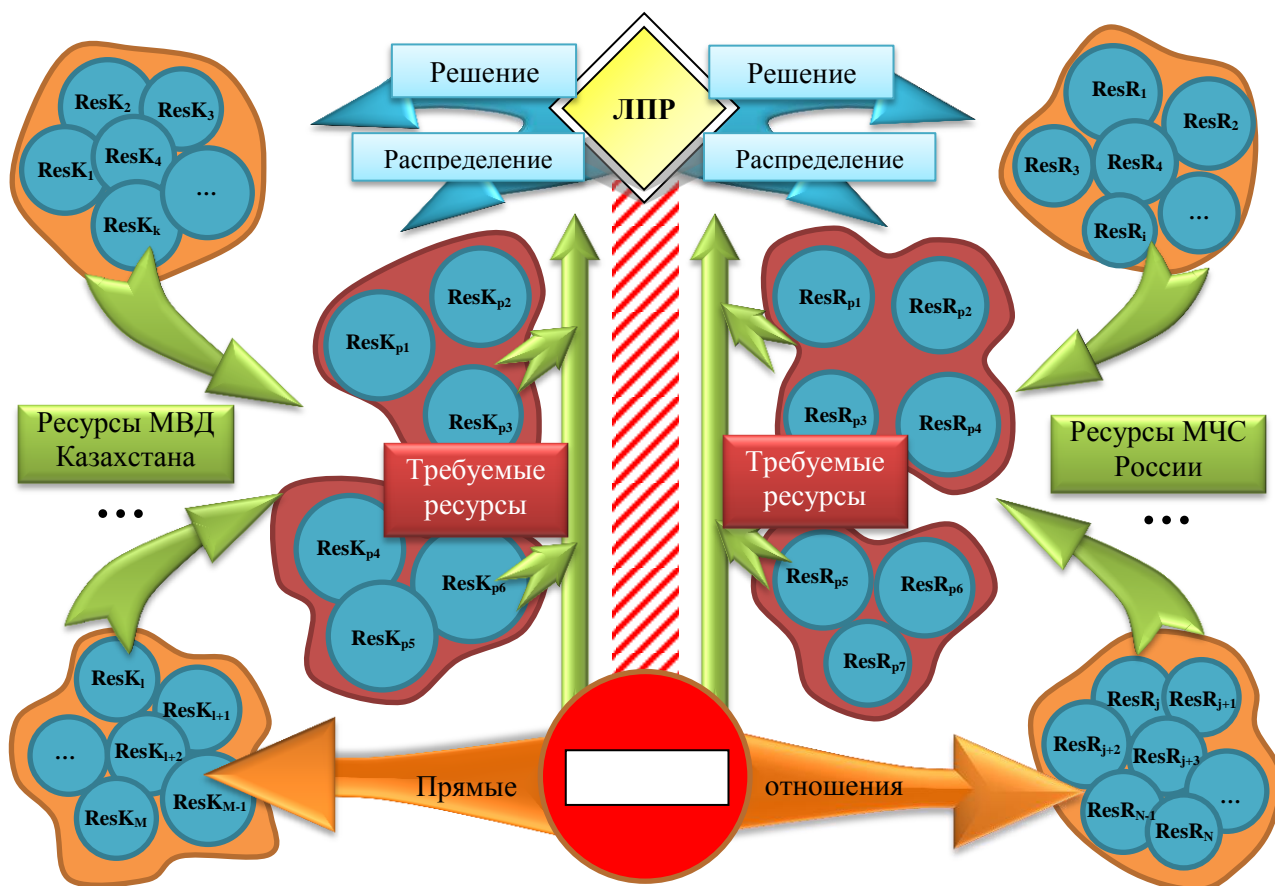 Решение
Решение
ЛПР
Распределение
Распределение
ResK2
ResK3
ResK1
ResK4
...
ResKk
ResR1
ResR2
ResR3
ResR4
...
ResRi
ResKp2
ResKp1
ResKp3
ResRp1
ResRp2
ResRp3
ResRp4
Ресурсы МВД
Казахстана
...
Требуемые
ресурсы
Требуемые
ресурсы
Ресурсы МЧС
России
...
ResKp4
ResKp6
ResKp5
ResRp5
ResRp6
ResRp7
ResKl
ResKl+1
...
ResKl+2
ResKM
ResKM-1
Прямые
отношения
ResRj
ResRj+1
ResRj+2
ResRj+3
...
ResRN-1
ResRN